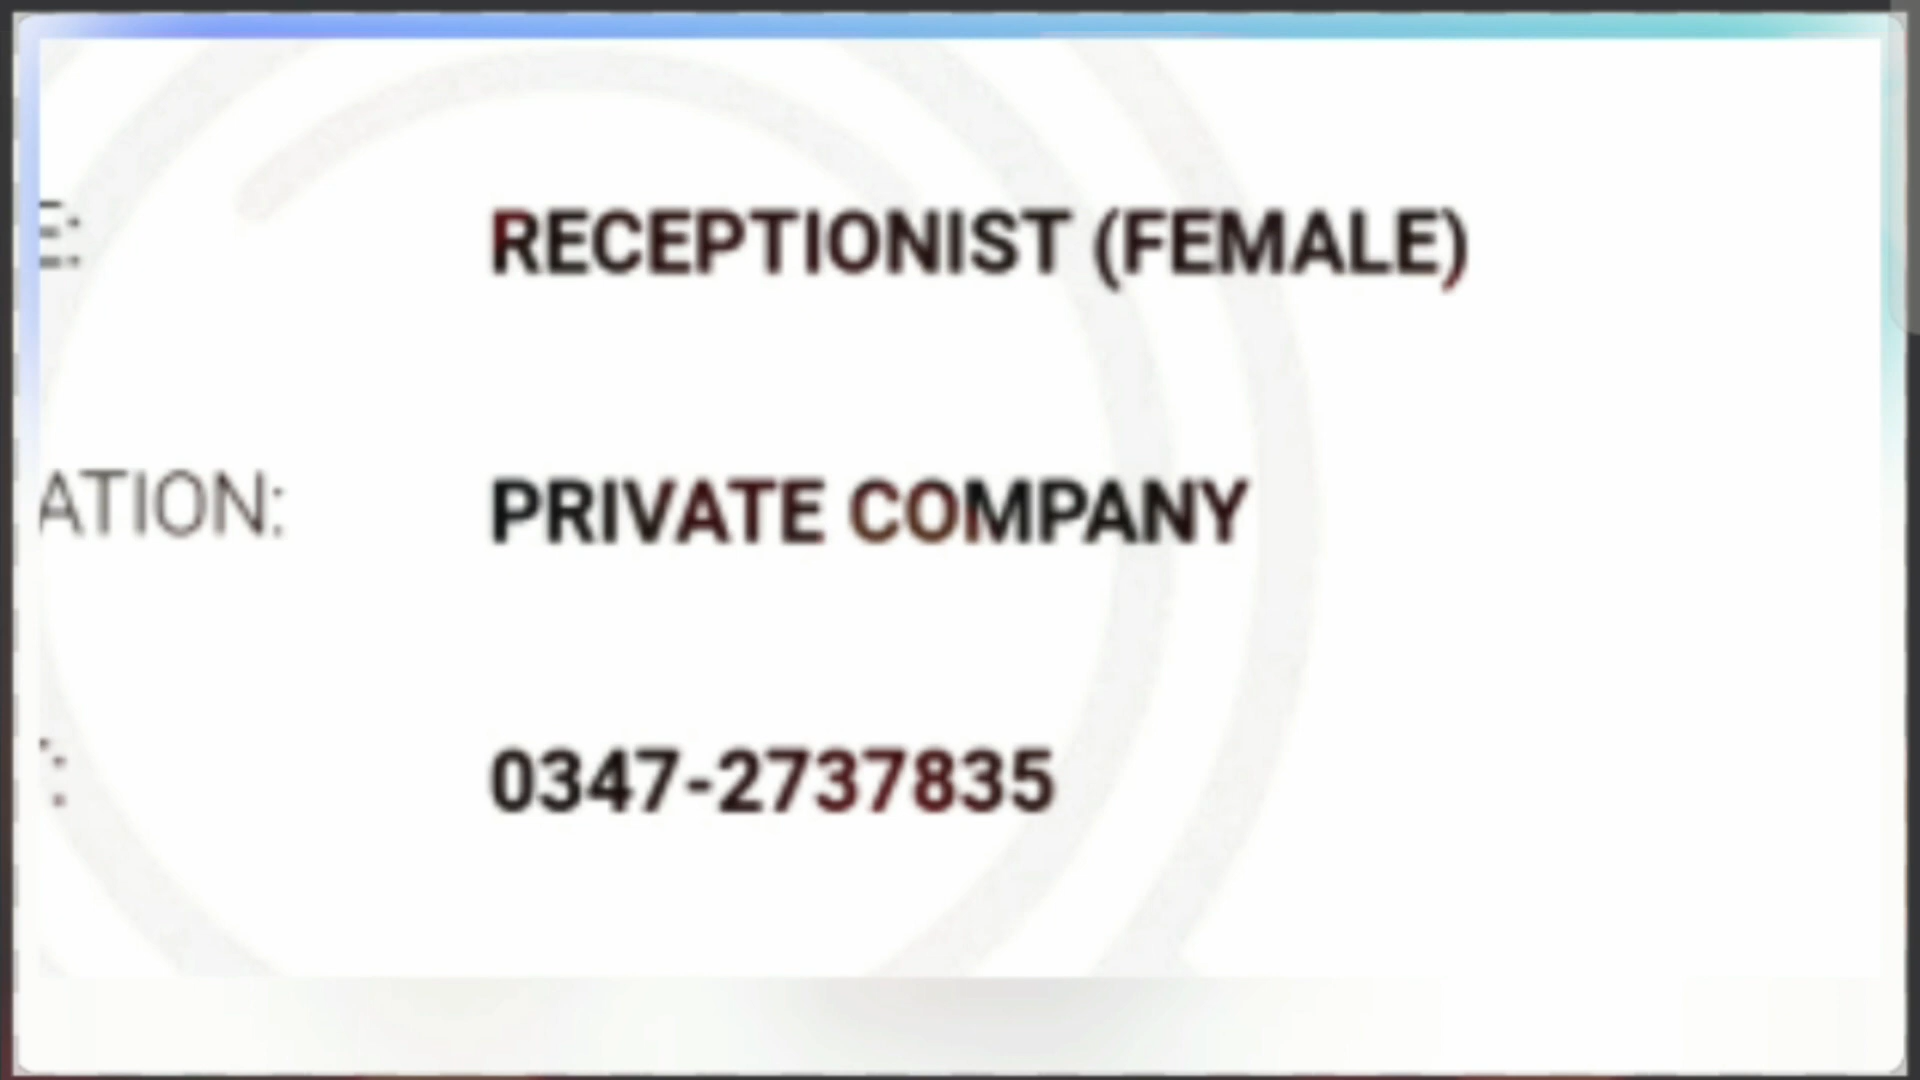 E: RECEPTIONIST (FEMALE)
ATION: PRIVATE COMPANY
: 0347-2737835